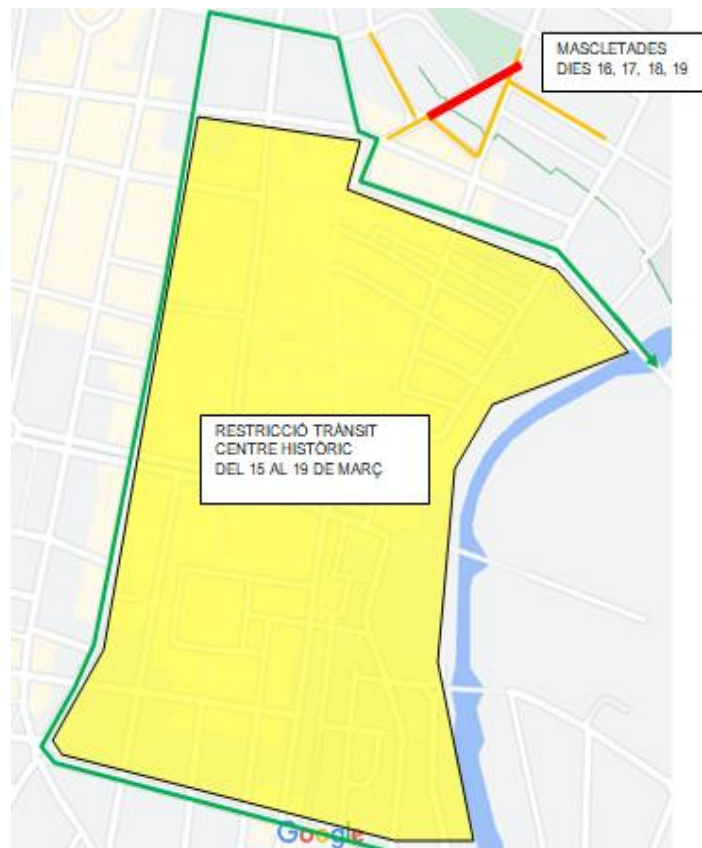 MASCLETADES
DIES 16, 17, 18, 19
RESTRICCIÓ TRÀNSIT
CENTRE HISTÒRIC
DEL 15 AL 19 DE MARÇ
Google